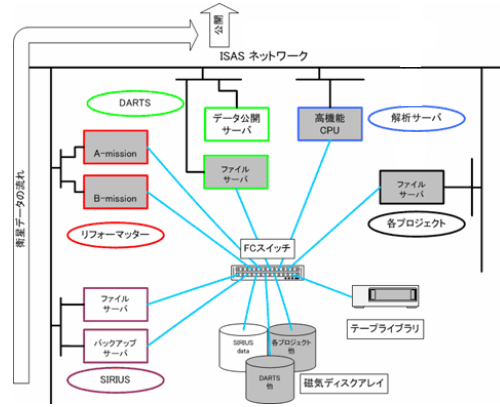 公開
ISAS ネットワーク
DARTS
データ公開
サーバ
高機能
CPU
解析サーバ
A-mission
ファイル
サーバ
B-mission
ファイル
サーバ
各プロジェクト
リフォーマッター
FCスイッチ
衛星データの流れ
ファイル
サーバ
バックアップ
サーバ
SIRIUS
テープライブラリ
SIRIUS
data
各プロジェクト
他
DARTS
他
磁気ディスクアレイ